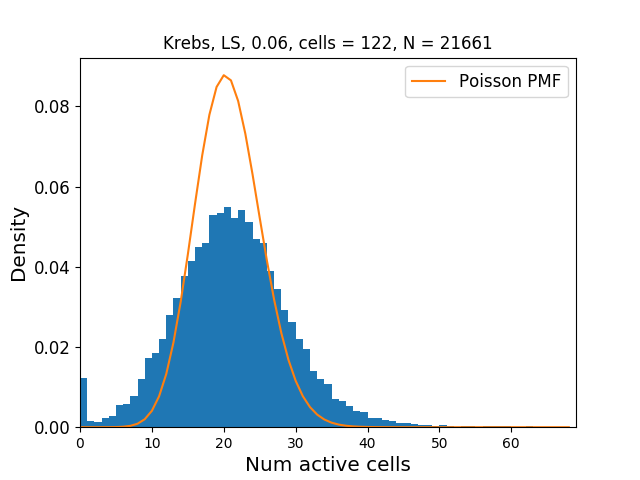 Krebs, LS, 0.06, cells = 122, N = 21661
Poisson PMF
Density
0.08
0.06
0.04
0.02
0.00
0 10 20 30 40 50 60
Num active cells